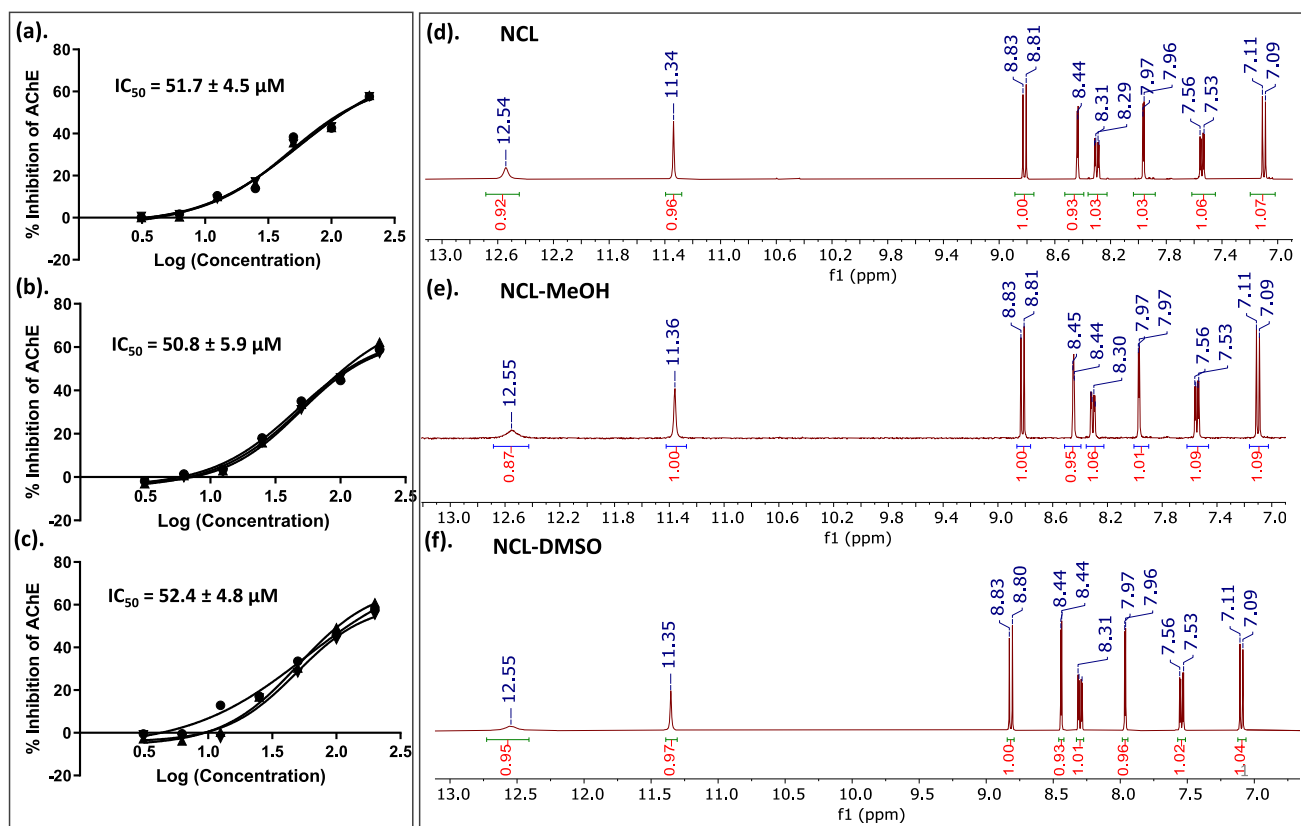 (a).
80
60
40
20
0
-20
% Inhibition of AChE
IC50 = 51.7 ± 4.5 µM
0.5 1.0 1.5 2.0 2.5
Log (Concentration)
(b).
80
60
40
20
0
-20
% Inhibition of AChE
IC50 = 50.8 ± 5.9 µM
0.5 1.0 1.5 2.0 2.5
Log (Concentration)
(c).
80
60
40
20
0
-20
% Inhibition of AChE
IC50 = 52.4 ± 4.8 µM
0.5 1.0 1.5 2.0 2.5
Log (Concentration)
(d). NCL
12.54 11.34 8.83 8.81 8.44 8.31 8.29 7.97 7.96 7.56 7.53 7.11 7.09
0.92 0.96 1.00 0.93 1.03 1.03 1.06 1.07
12.6 12.2 11.8 11.4 11.0 10.6 10.2 9.8 9.4 9.0 8.6 8.2 7.8 7.4 7.0
f1 (ppm)
(e). NCL-MeOH
12.55 11.36 8.83 8.81 8.45 8.44 8.30 7.97 7.97 7.56 7.53 7.11 7.09
0.87 1.00 1.00 0.95 1.06 1.01 1.09 1.09
13.0 12.6 12.2 11.8 11.4 11.0 10.6 10.2 9.8 9.4 9.0 8.6 8.2 7.8 7.4 7.0
f1 (ppm)
(f). NCL-DMSO
12.55 11.35 8.83 8.80 8.44 8.44 8.31 7.97 7.96 7.56 7.53 7.11 7.09
0.95 0.97 1.00 0.93 1.01 0.96 1.02 1.04
13.0 12.5 12.0 11.5 11.0 10.5 10.0 9.5 9.0 8.5 8.0 7.5 7.0
f1 (ppm)